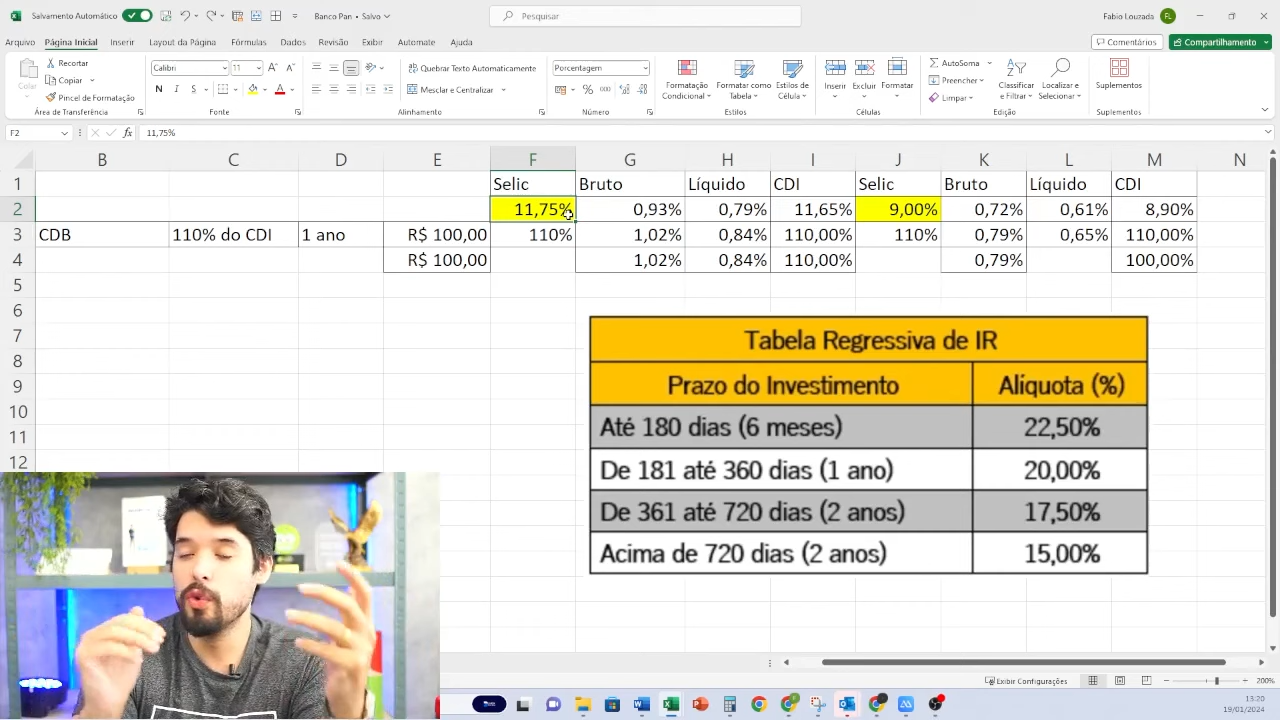 Salvamento Automático
Banco Pan • Salvo
Pesquisar
Fabio Louzada
FL
Arquivo
Página Inicial
Inserir
Layout da Página
Fórmulas
Dados
Revisão
Exibir
Automate
Ajuda
Comentários
Compartilhamento
Colar
Recortar
Copiar
Pincel de Formatação
Área de Transferência
Calibri
11
N
I
S
Fonte
Quebrar Texto Automaticamente
Mesclar e Centralizar
Alinhamento
Porcentagem
%
000
Número
Formatação
Condicional
Formatar como
Tabela
Estilos de
Célula
Estilos
Inserir
Excluir
Formatar
Células
AutoSoma
Preencher
Limpar
Classificar
e Filtrar
Localizar e
Selecionar
Edição
Suplementos
Suplementos
F2
fx
11,75%
B C D E F G H I J K L M N
1 Selic Bruto Líquido CDI Selic Bruto Líquido CDI
2 11,75% 0,93% 0,79% 11,65% 9,00% 0,72% 0,61% 8,90%
3 CDB 110% do CDI 1 ano R$ 100,00 110% 1,02% 0,84% 110,00% 110% 0,79% 0,65% 110,00%
4 R$ 100,00 1,02% 0,84% 110,00% 0,79% 100,00%
5
6
7
8
9
10
11
12
Tabela Regressiva de IR
Prazo do Investimento Alíquota (%)
Até 180 dias (6 meses) 22,50%
De 181 até 360 dias (1 ano) 20,00%
De 361 até 720 dias (2 anos) 17,50%
Acima de 720 dias (2 anos) 15,00%
Exibir Configurações
200%
13:20
19/01/2024